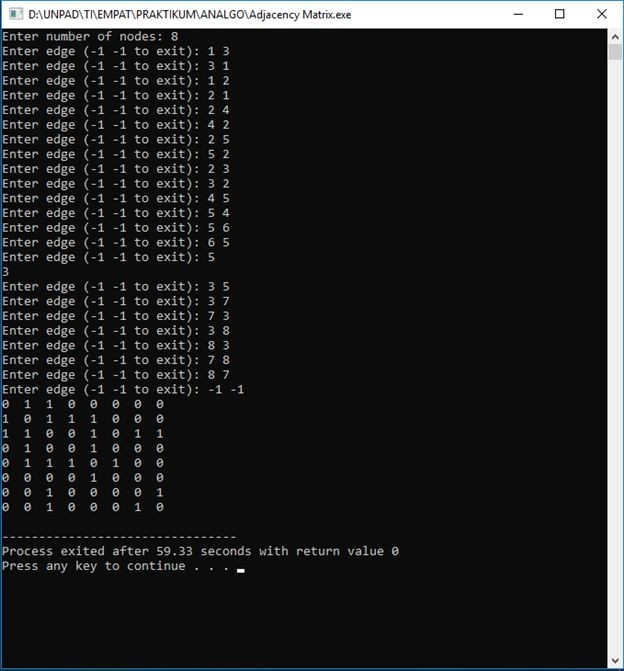 D:\UNPAD\TI\EMPAT\PRAKTIKUM\ANALGO\Adjacency Matrix.exe
Enter number of nodes: 8
Enter edge (-1 -1 to exit): 1 3
Enter edge (-1 -1 to exit): 3 1
Enter edge (-1 -1 to exit): 1 2
Enter edge (-1 -1 to exit): 2 1
Enter edge (-1 -1 to exit): 2 4
Enter edge (-1 -1 to exit): 4 2
Enter edge (-1 -1 to exit): 2 5
Enter edge (-1 -1 to exit): 5 2
Enter edge (-1 -1 to exit): 2 3
Enter edge (-1 -1 to exit): 3 2
Enter edge (-1 -1 to exit): 4 5
Enter edge (-1 -1 to exit): 5 4
Enter edge (-1 -1 to exit): 5 6
Enter edge (-1 -1 to exit): 6 5
Enter edge (-1 -1 to exit): 5
3
Enter edge (-1 -1 to exit): 3 5
Enter edge (-1 -1 to exit): 3 7
Enter edge (-1 -1 to exit): 7 3
Enter edge (-1 -1 to exit): 3 8
Enter edge (-1 -1 to exit): 8 3
Enter edge (-1 -1 to exit): 7 8
Enter edge (-1 -1 to exit): 8 7
Enter edge (-1 -1 to exit): -1 -1
0 1 1 0 0 0 0 0
1 0 1 1 1 0 0 0
1 1 0 0 1 0 1 1
0 1 0 0 1 0 0 0
0 1 1 1 0 1 0 0
0 0 0 0 1 0 0 0
0 0 1 0 0 0 0 1
0 0 1 0 0 0 1 0
--------------------------------
Process exited after 59.33 seconds with return value 0
Press any key to continue . . .